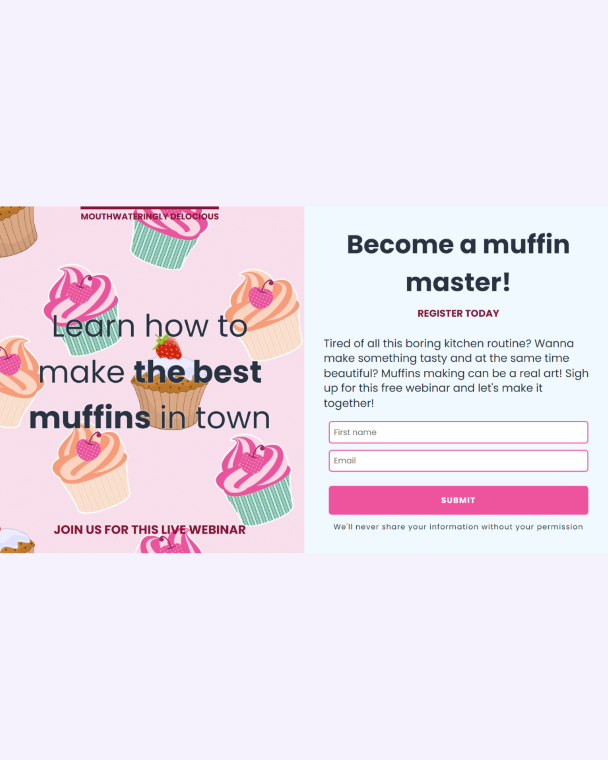 MOUTHWATERINGLY DELOCIOUS
Learn how to
make the best
muffins in town
JOIN US FOR THIS LIVE WEBINAR
Become a muffin
master!
REGISTER TODAY
Tired of all this boring kitchen routine? Wanna
make something tasty and at the same time
beautiful? Muffins making can be a real art! Sigh
up for this free webinar and let's make it
together!
First name
Email
SUBMIT
We'll never share your information without your permission